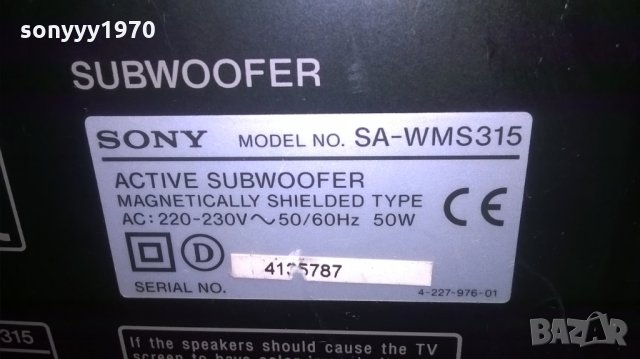 sonyyy1970
SUBWOOFER
SONY MODEL NO. SA-WMS315
ACTIVE SUBWOOFER
MAGNETICALLY SHIELDED TYPE
AC: 220-230V～50/60Hz 50W
CE
D
SERIAL NO.
4-227-976-01
315
If the speakers should cause the TV
BAZAR